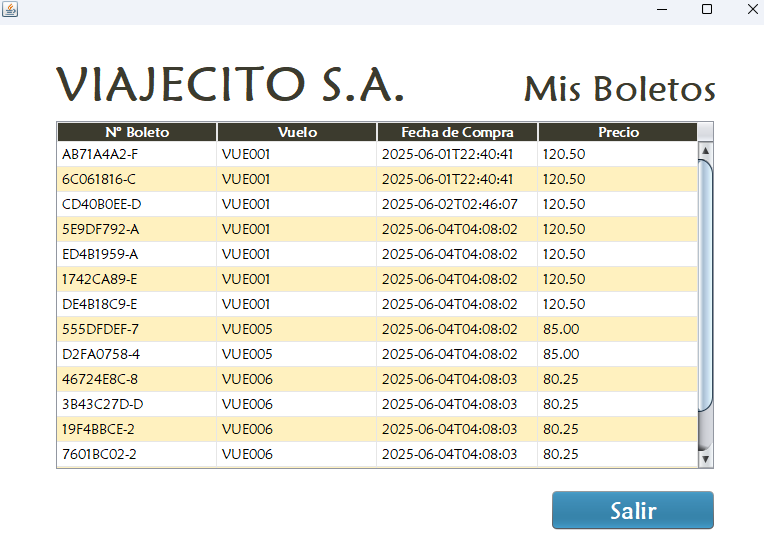 VIAJECITO S.A. Mis Boletos
Nº Boleto Vuelo Fecha de Compra Precio
AB71A4A2-F VUE001 2025-06-01T22:40:41 120.50
6C061816-C VUE001 2025-06-01T22:40:41 120.50
CD40B0EE-D VUE001 2025-06-02T02:46:07 120.50
5E9DF792-A VUE001 2025-06-04T04:08:02 120.50
ED4B1959-A VUE001 2025-06-04T04:08:02 120.50
1742CA89-E VUE001 2025-06-04T04:08:02 120.50
DE4B18C9-E VUE001 2025-06-04T04:08:02 120.50
555DFDEF-7 VUE005 2025-06-04T04:08:02 85.00
D2FA0758-4 VUE005 2025-06-04T04:08:02 85.00
46724E8C-8 VUE006 2025-06-04T04:08:03 80.25
3B43C27D-D VUE006 2025-06-04T04:08:03 80.25
19F4BBCE-2 VUE006 2025-06-04T04:08:03 80.25
7601BC02-2 VUE006 2025-06-04T04:08:03 80.25
Salir